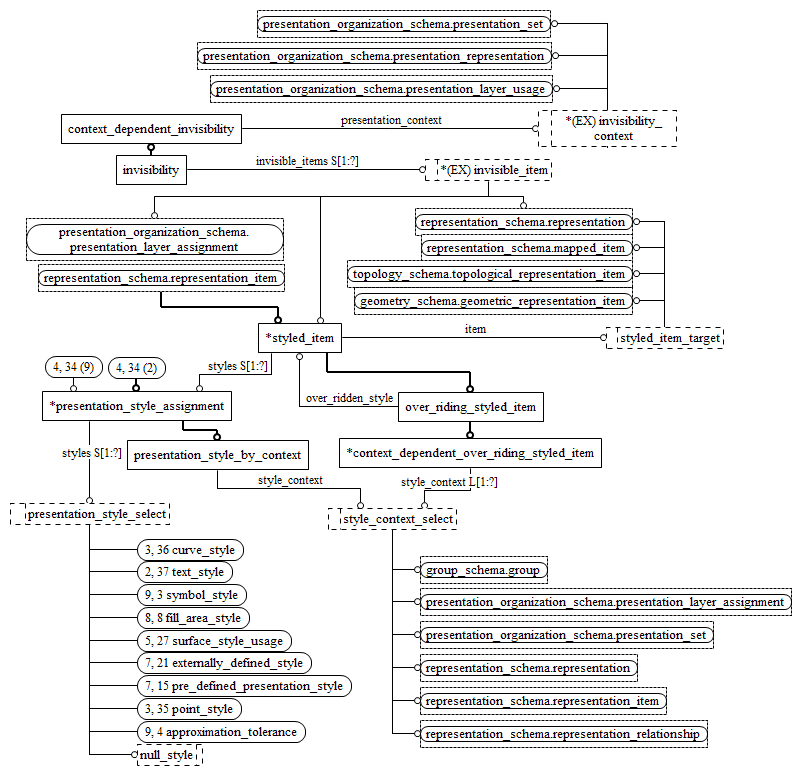 presentation_organization_schema.presentation_set
presentation_organization_schema.presentation_representation
presentation_organization_schema.presentation_layer_usage
context_dependent_invisibility
presentation_context
*(EX) invisibility_
context
invisibility
invisible_items S[1:?]
*(EX) invisible_item
presentation_organization_schema.
presentation_layer_assignment
representation_schema.representation
representation_schema.mapped_item
representation_schema.representation_item
topology_schema.topological_representation_item
geometry_schema.geometric_representation_item
*styled_item
item
styled_item_target
4, 34 (9)
4, 34 (2)
styles S[1:?]
over_ridden_style
*presentation_style_assignment
over_riding_styled_item
styles S[1:?]
presentation_style_by_context
*context_dependent_over_riding_styled_item
style_context
style_context L[1:?]
presentation_style_select
style_context_select
3, 36 curve_style
2, 37 text_style
9, 3 symbol_style
8, 8 fill_area_style
5, 27 surface_style_usage
7, 21 externally_defined_style
7, 15 pre_defined_presentation_style
3, 35 point_style
9, 4 approximation_tolerance
null_style
group_schema.group
presentation_organization_schema.presentation_layer_assignment
presentation_organization_schema.presentation_set
representation_schema.representation
representation_schema.representation_item
representation_schema.representation_relationship